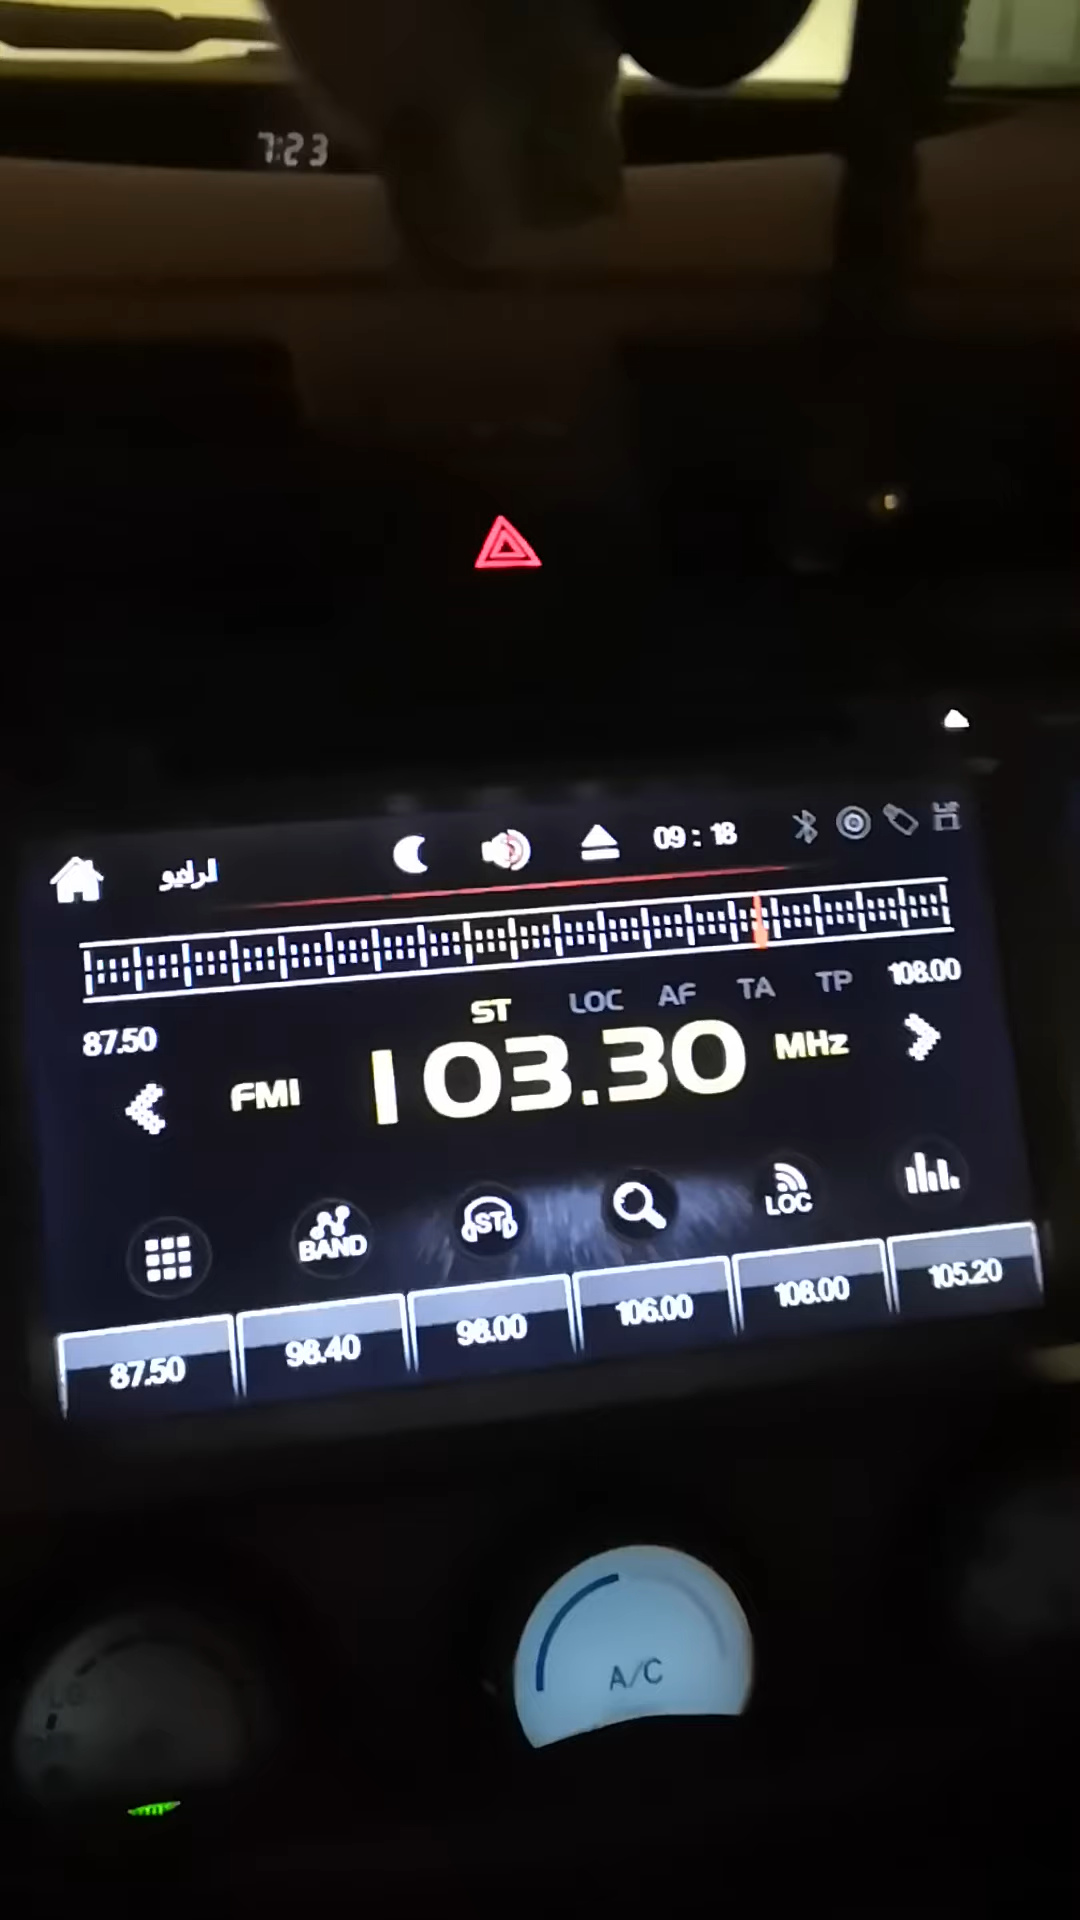 7:23
الراديو
09 : 18
ST LOC AF TA TP 108.00
87.50
FM1 103.30 MHz
BAND ST LOC
87.50 98.40 98.00 106.00 108.00 105.20
A/C